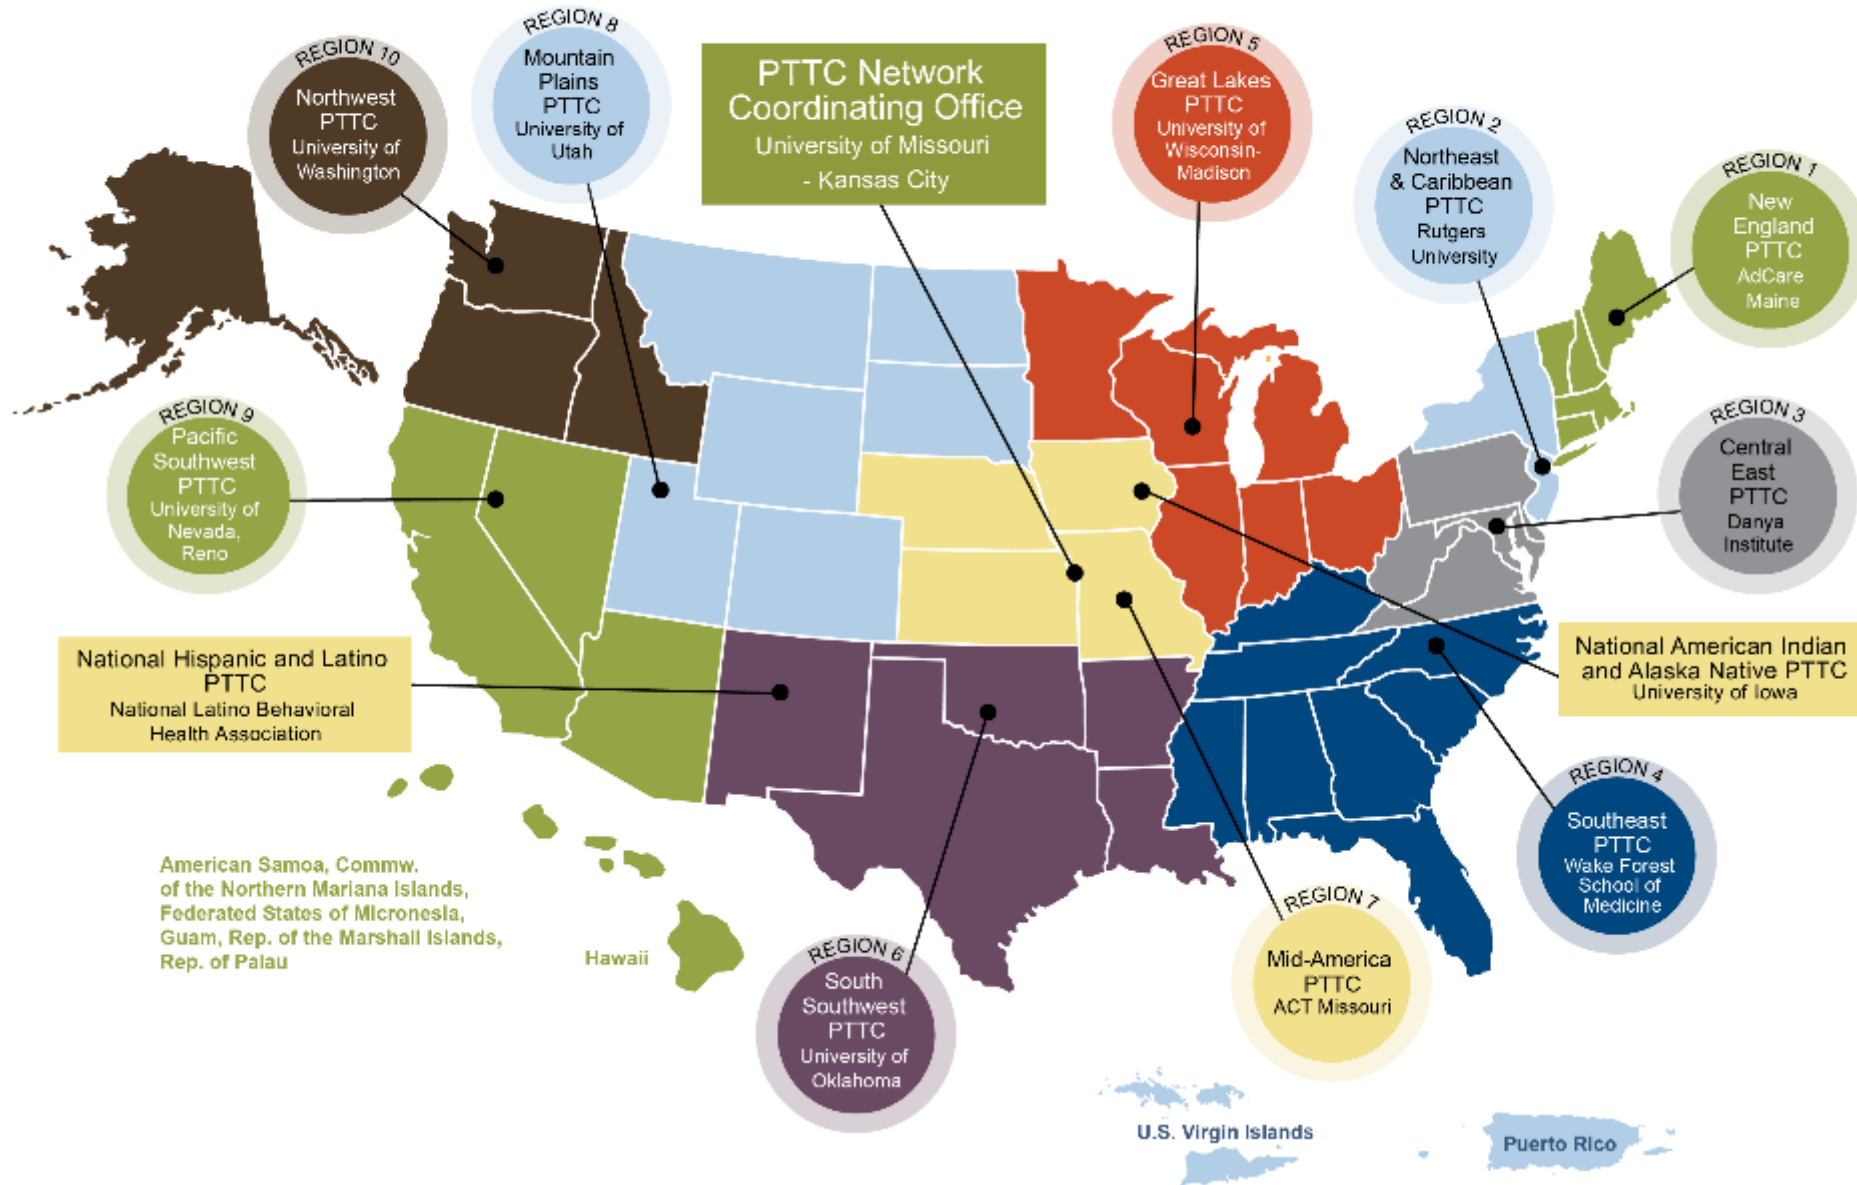 REGION 10
Northwest
PTTC
University of
Washington
REGION 8
Mountain
Plains
PTTC
University of
Utah
PTTC Network
Coordinating Office
University of Missouri
- Kansas City
REGION 5
Great Lakes
PTTC
University of
Wisconsin-
Madison
REGION 2
Northeast
& Caribbean
PTTC
Rutgers
University
REGION 1
New
England
PTTC
AdCare
Maine
REGION 9
Pacific
Southwest
PTTC
University of
Nevada,
Reno
REGION 3
Central
East
PTTC
Danya
Institute
National Hispanic and Latino
PTTC
National Latino Behavioral
Health Association
National American Indian
and Alaska Native PTTC
University of Iowa
REGION 4
Southeast
PTTC
Wake Forest
School of
Medicine
American Samoa, Commw.
of the Northern Mariana Islands,
Federated States of Micronesia,
Guam, Rep. of the Marshall Islands,
Rep. of Palau
Hawaii
REGION 6
South
Southwest
PTTC
University of
Oklahoma
REGION 7
Mid-America
PTTC
ACT Missouri
U.S. Virgin Islands
Puerto Rico